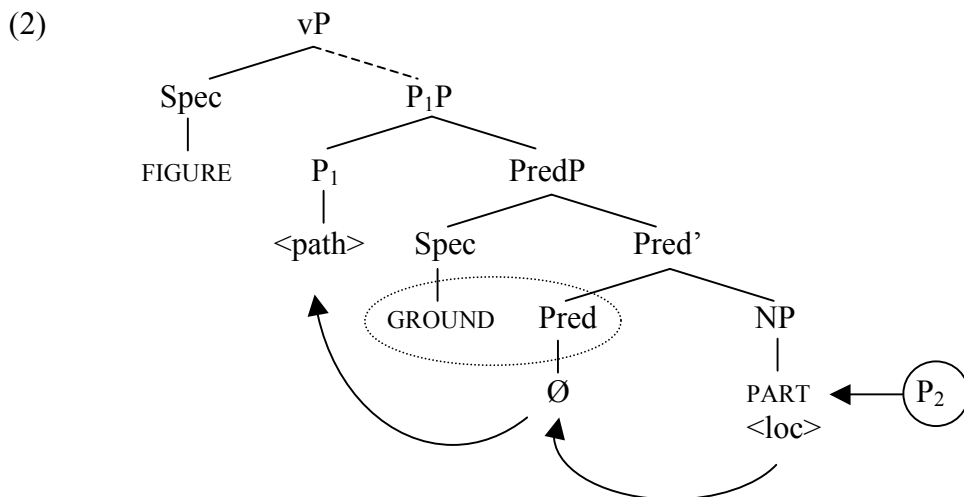 (2) vP
Spec P₁P
FIGURE P₁ PredP
<path> Spec Pred’
GROUND Pred NP
Ø PART P₂
<loc>